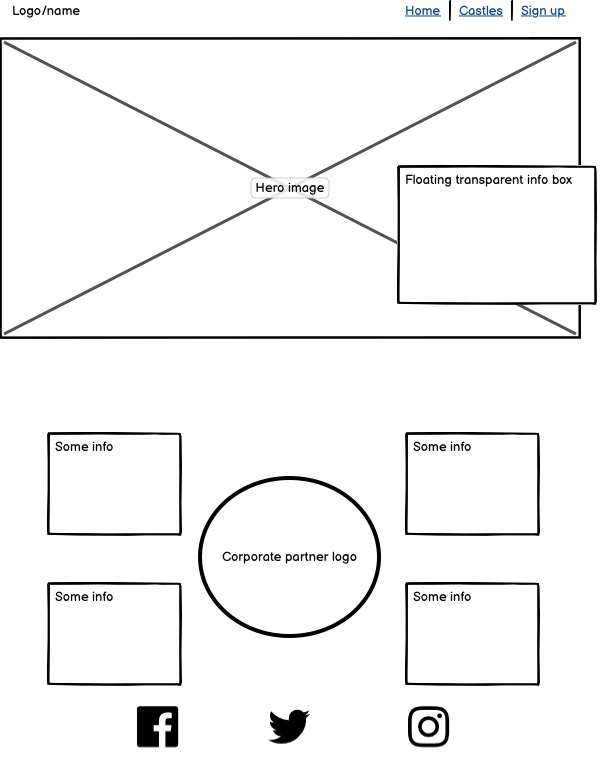 Logo/name
Home
Castles
Sign up
Hero image
Floating transparent info box
Some info
Some info
Corporate partner logo
Some info
Some info